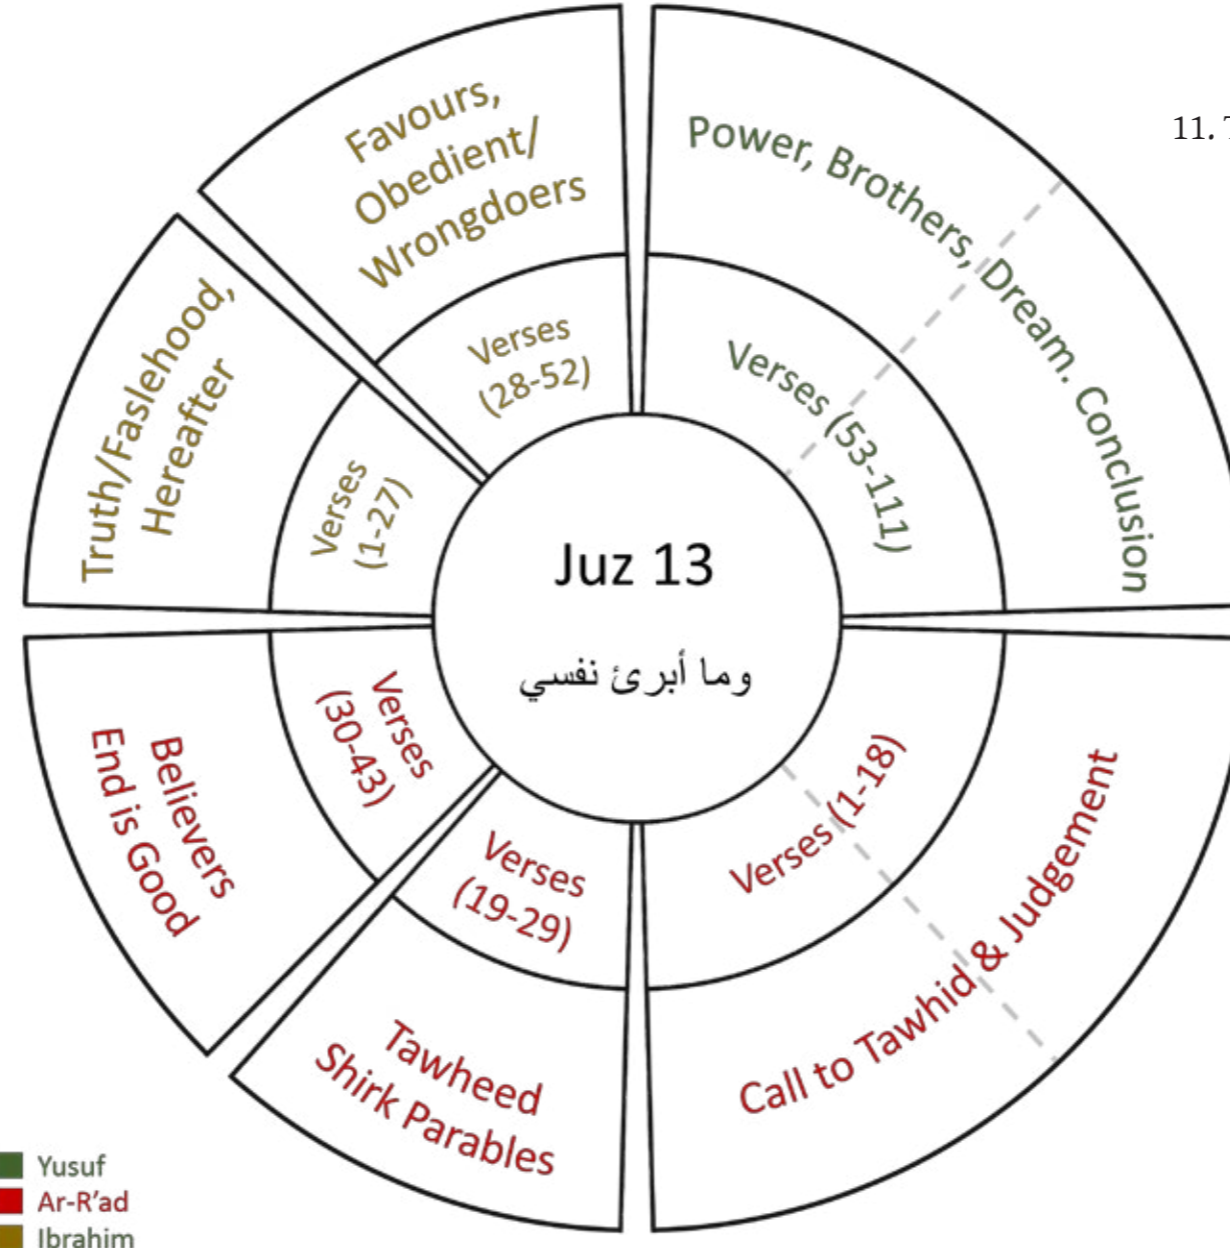 Favours,
Obedient/
Wrongdoers
Verses
(28-52)
Power, Brothers, Dream. Conclusion
Verses (53-111)
11.
Truth/Faslehood,
Hereafter
Verses
(1-27)
Juz 13
وما أبرئ نفسي
Verses
(30-43)
Believers
End is Good
Verses
(19-29)
Tawheed
Shirk Parables
Verses (1-18)
Call to Tawhid & Judgement
Yusuf
Ar-R'ad
Ibrahim